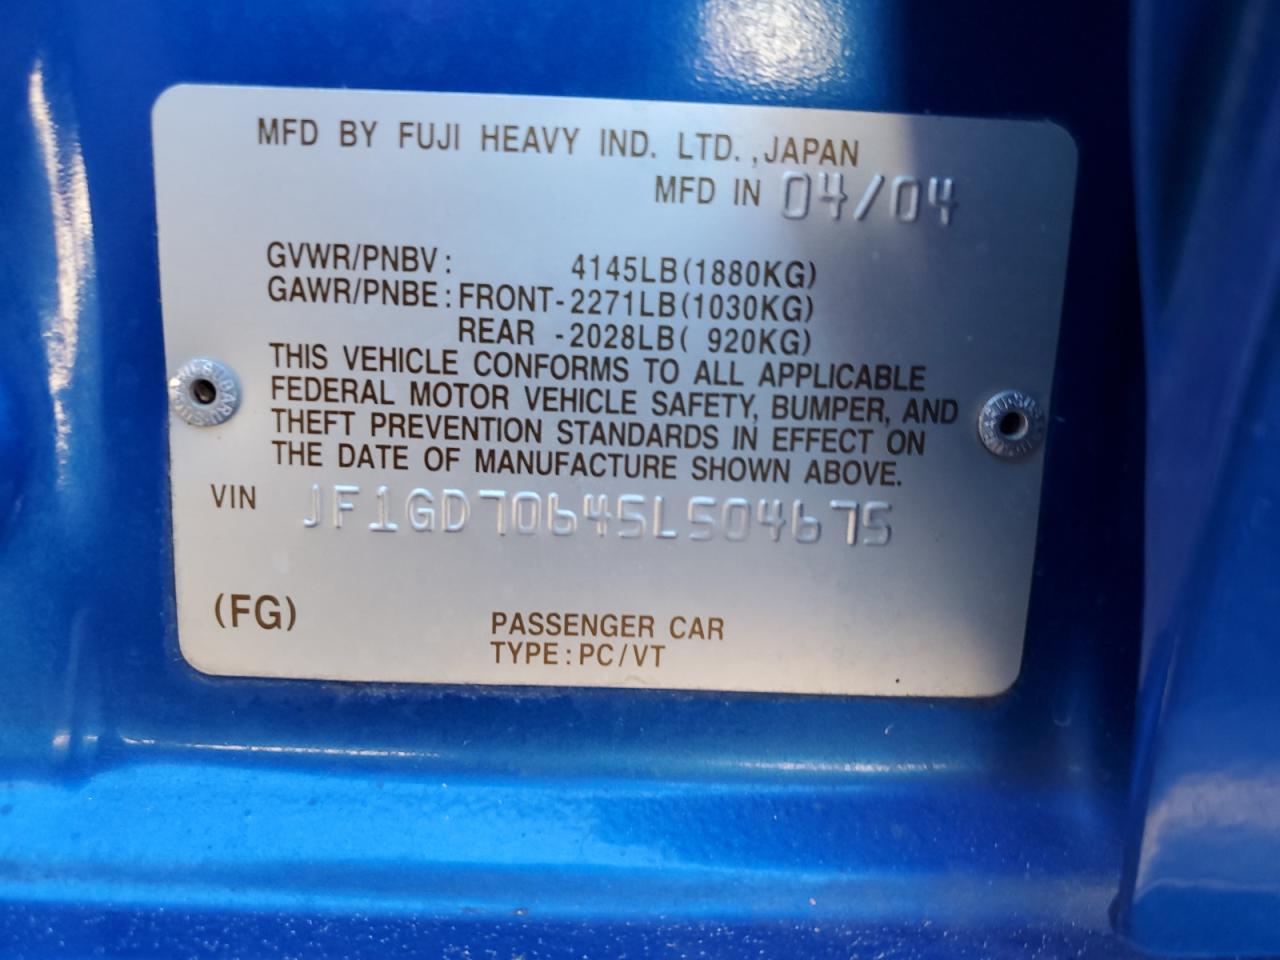 MFD BY FUJI HEAVY IND. LTD., JAPAN
MFD IN 04/04
GVWR/PNBV: 4145LB(1880KG)
GAWR/PNBE: FRONT-2271LB(1030KG)
REAR -2028LB( 920KG)
THIS VEHICLE CONFORMS TO ALL APPLICABLE
FEDERAL MOTOR VEHICLE SAFETY, BUMPER, AND
THEFT PREVENTION STANDARDS IN EFFECT ON
THE DATE OF MANUFACTURE SHOWN ABOVE.
VIN JF1GD70645L504675
(FG)
PASSENGER CAR
TYPE: PC/VT